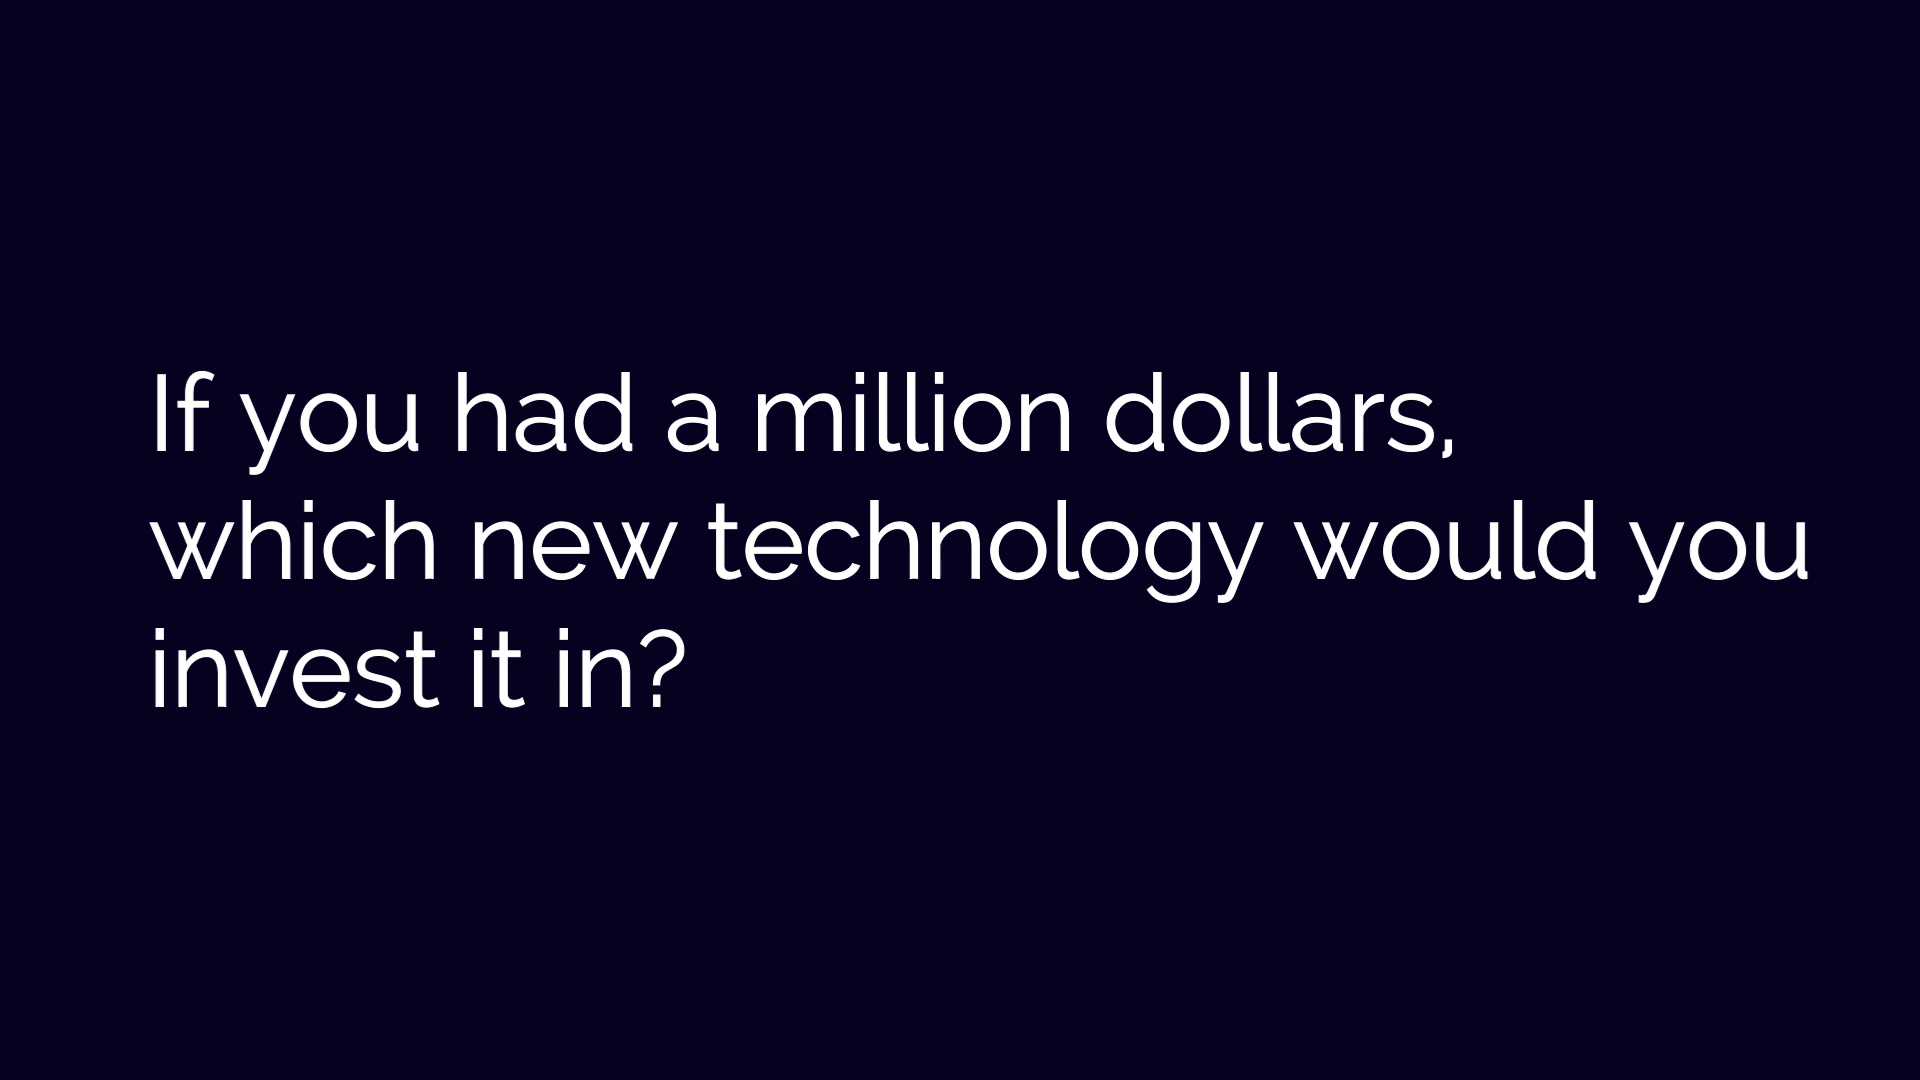 If you had a million dollars,
which new technology would you
invest it in?